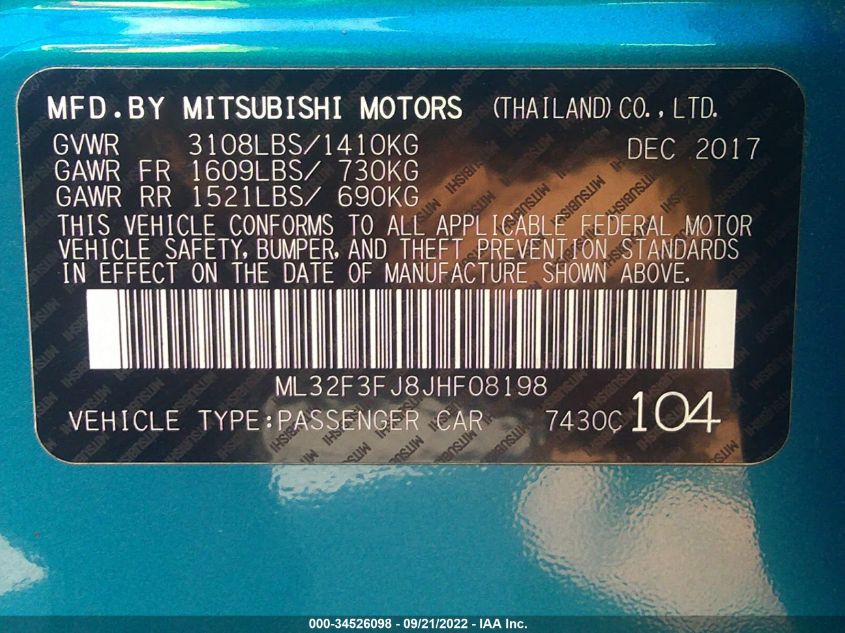 MFD.BY MITSUBISHI MOTORS (THAILAND) CO., LTD.
GVWR 3108LBS/1410KG DEC 2017
GAWR FR 1609LBS/ 730KG
GAWR RR 1521LBS/ 690KG
THIS VEHICLE CONFORMS TO ALL APPLICABLE FEDERAL MOTOR
VEHICLE SAFETY, BUMPER, AND THEFT PREVENTION STANDARDS
IN EFFECT ON THE DATE OF MANUFACTURE SHOWN ABOVE.
ML32F3FJ8JHF08198
VEHICLE TYPE:PASSENGER CAR 7430C 104
000-34526098 - 09/21/2022 - IAA Inc.